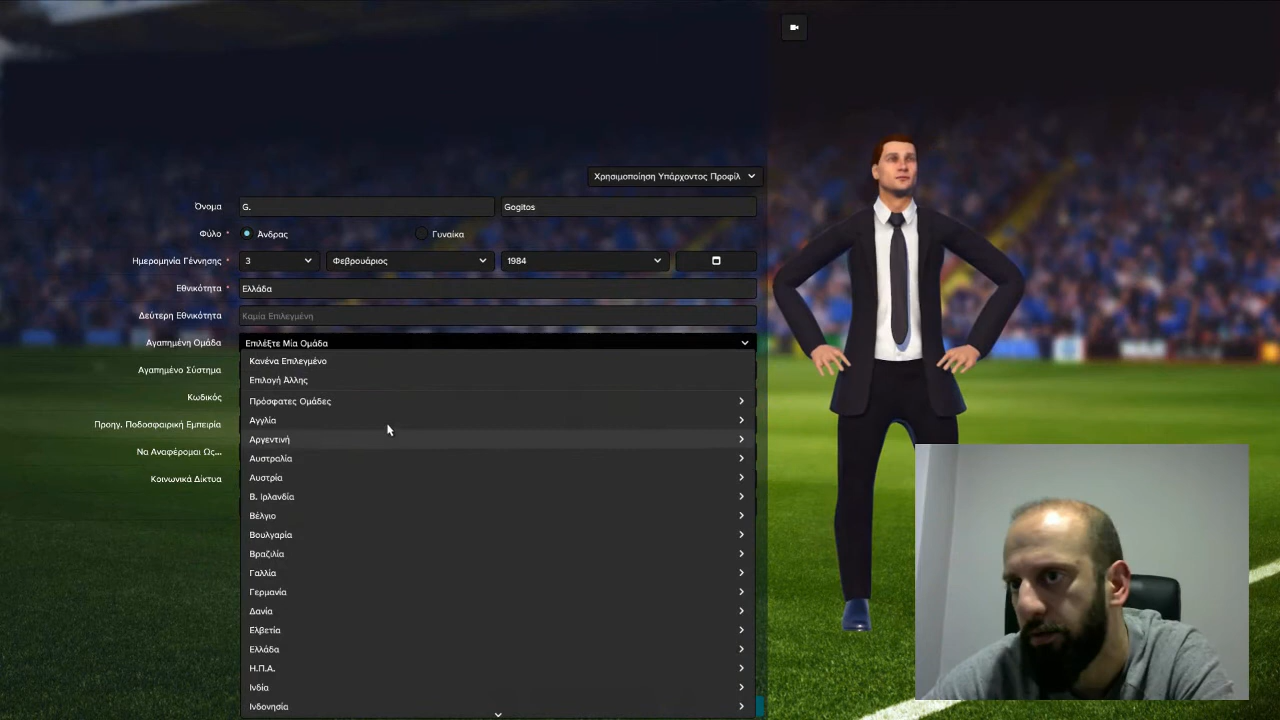 Χρησιμοποίηση Υπάρχοντος Προφίλ
Όνομα G. Gogitos
Φύλο * Άνδρας Γυναίκα
Ημερομηνία Γέννησης * 3 Φεβρουάριος 1984
Εθνικότητα * Ελλάδα
Δεύτερη Εθνικότητα Καμία Επιλεγμένη
Αγαπημένη Ομάδα Επιλέξτε Μία Ομάδα
Αγαπημένο Σύστημα
Κωδικός
Προηγ. Ποδοσφαιρική Εμπειρία
Να Αναφέρομαι Ως...
Κοινωνικά Δίκτυα
Κανένα Επιλεγμένο
Επιλογή Άλλης
Πρόσφατες Ομάδες
Αγγλία
Αργεντινή
Αυστραλία
Αυστρία
Β. Ιρλανδία
Βέλγιο
Βουλγαρία
Βραζιλία
Γαλλία
Γερμανία
Δανία
Ελβετία
Ελλάδα
Η.Π.Α.
Ινδία
Ινδονησία